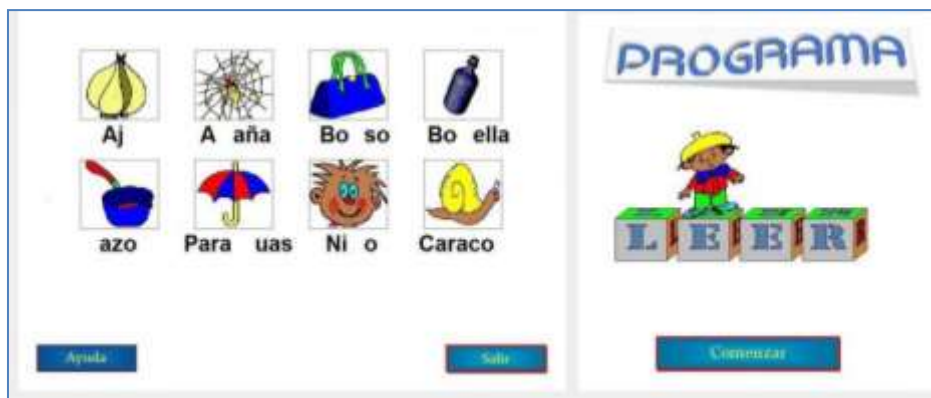 Aj   A aña   Bo so   Bo ella
azo   Para uas   Ni o   Caraco
Ayuda   Salir
PROGRAMA
L E E R
Comenzar